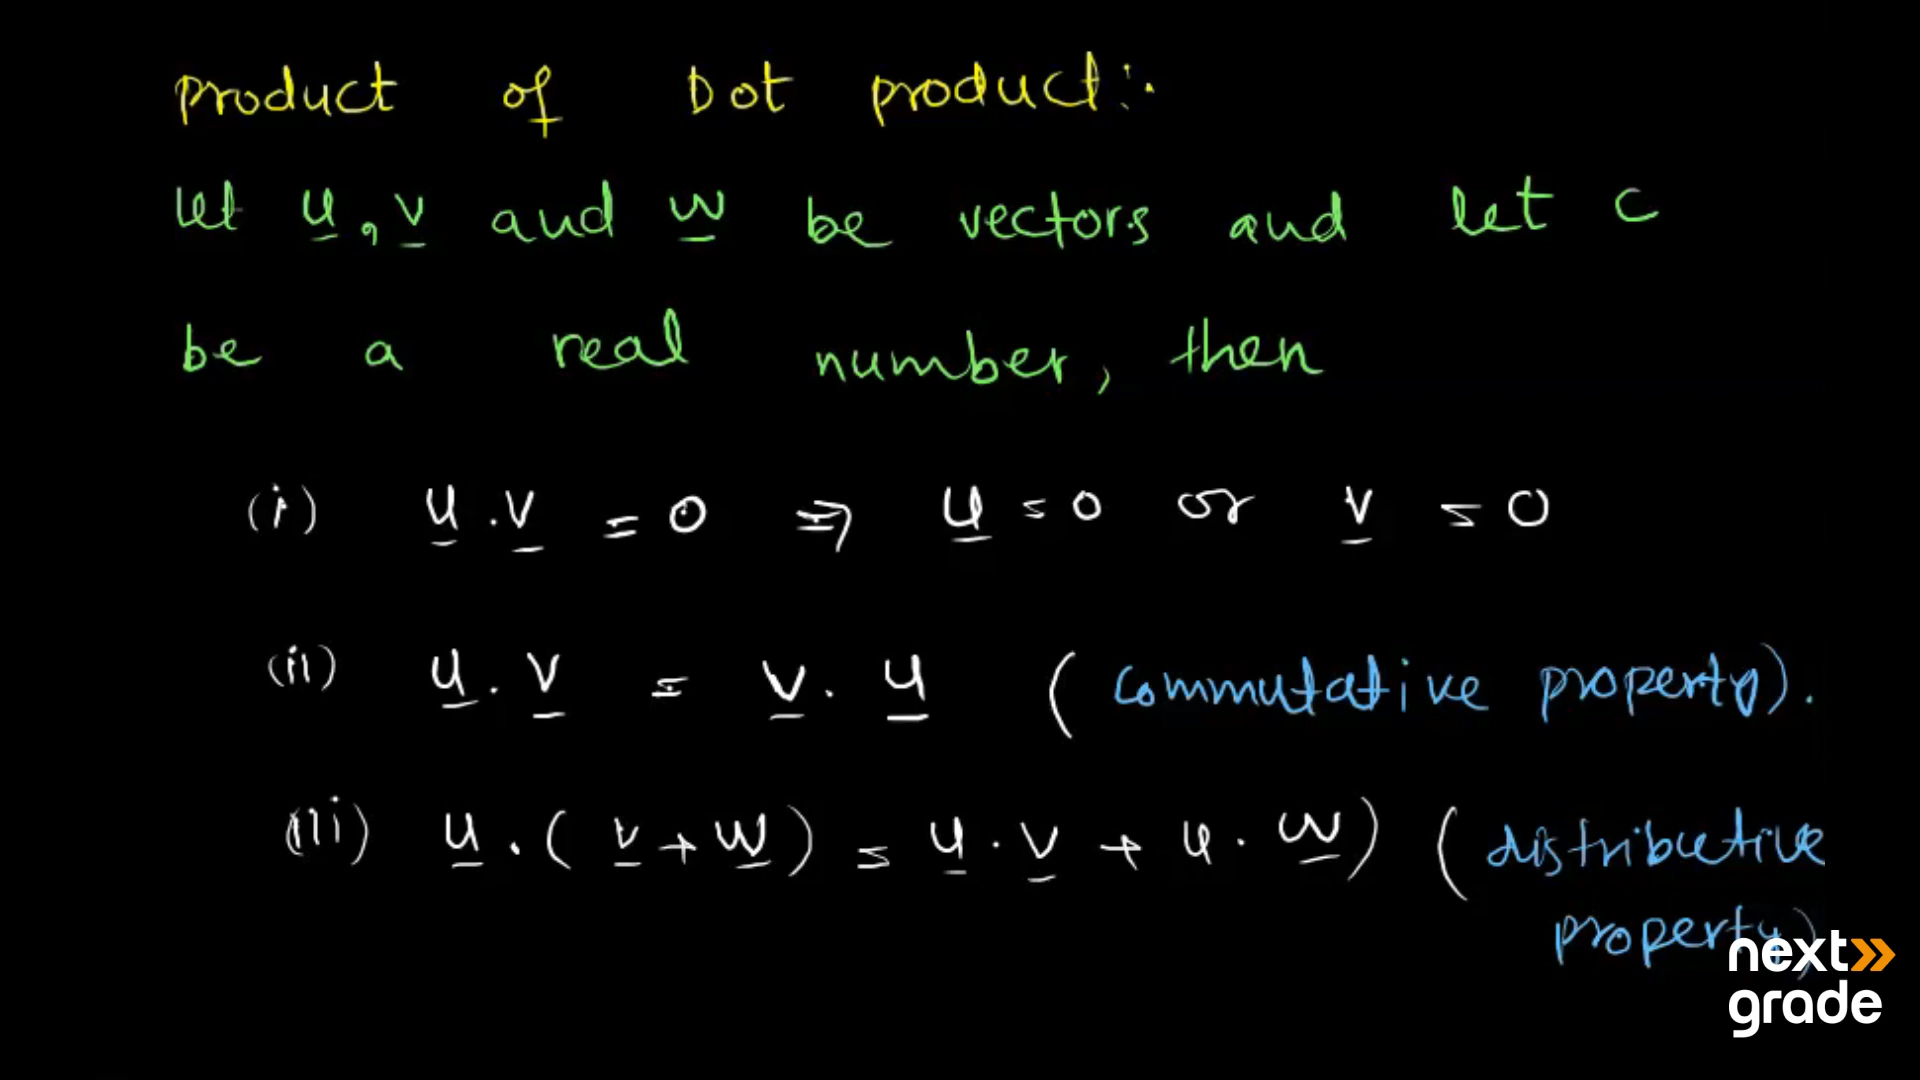 product of Dot product:.
let u, v and w be vectors and let c
be a real number, then
(i) u . v = 0 ⇒ u = 0 or v = 0
(ii) u . v = v . u (commutative property).
(iii) u . (v + w) = u . v + u . w) (distributive
property)
next»
grade